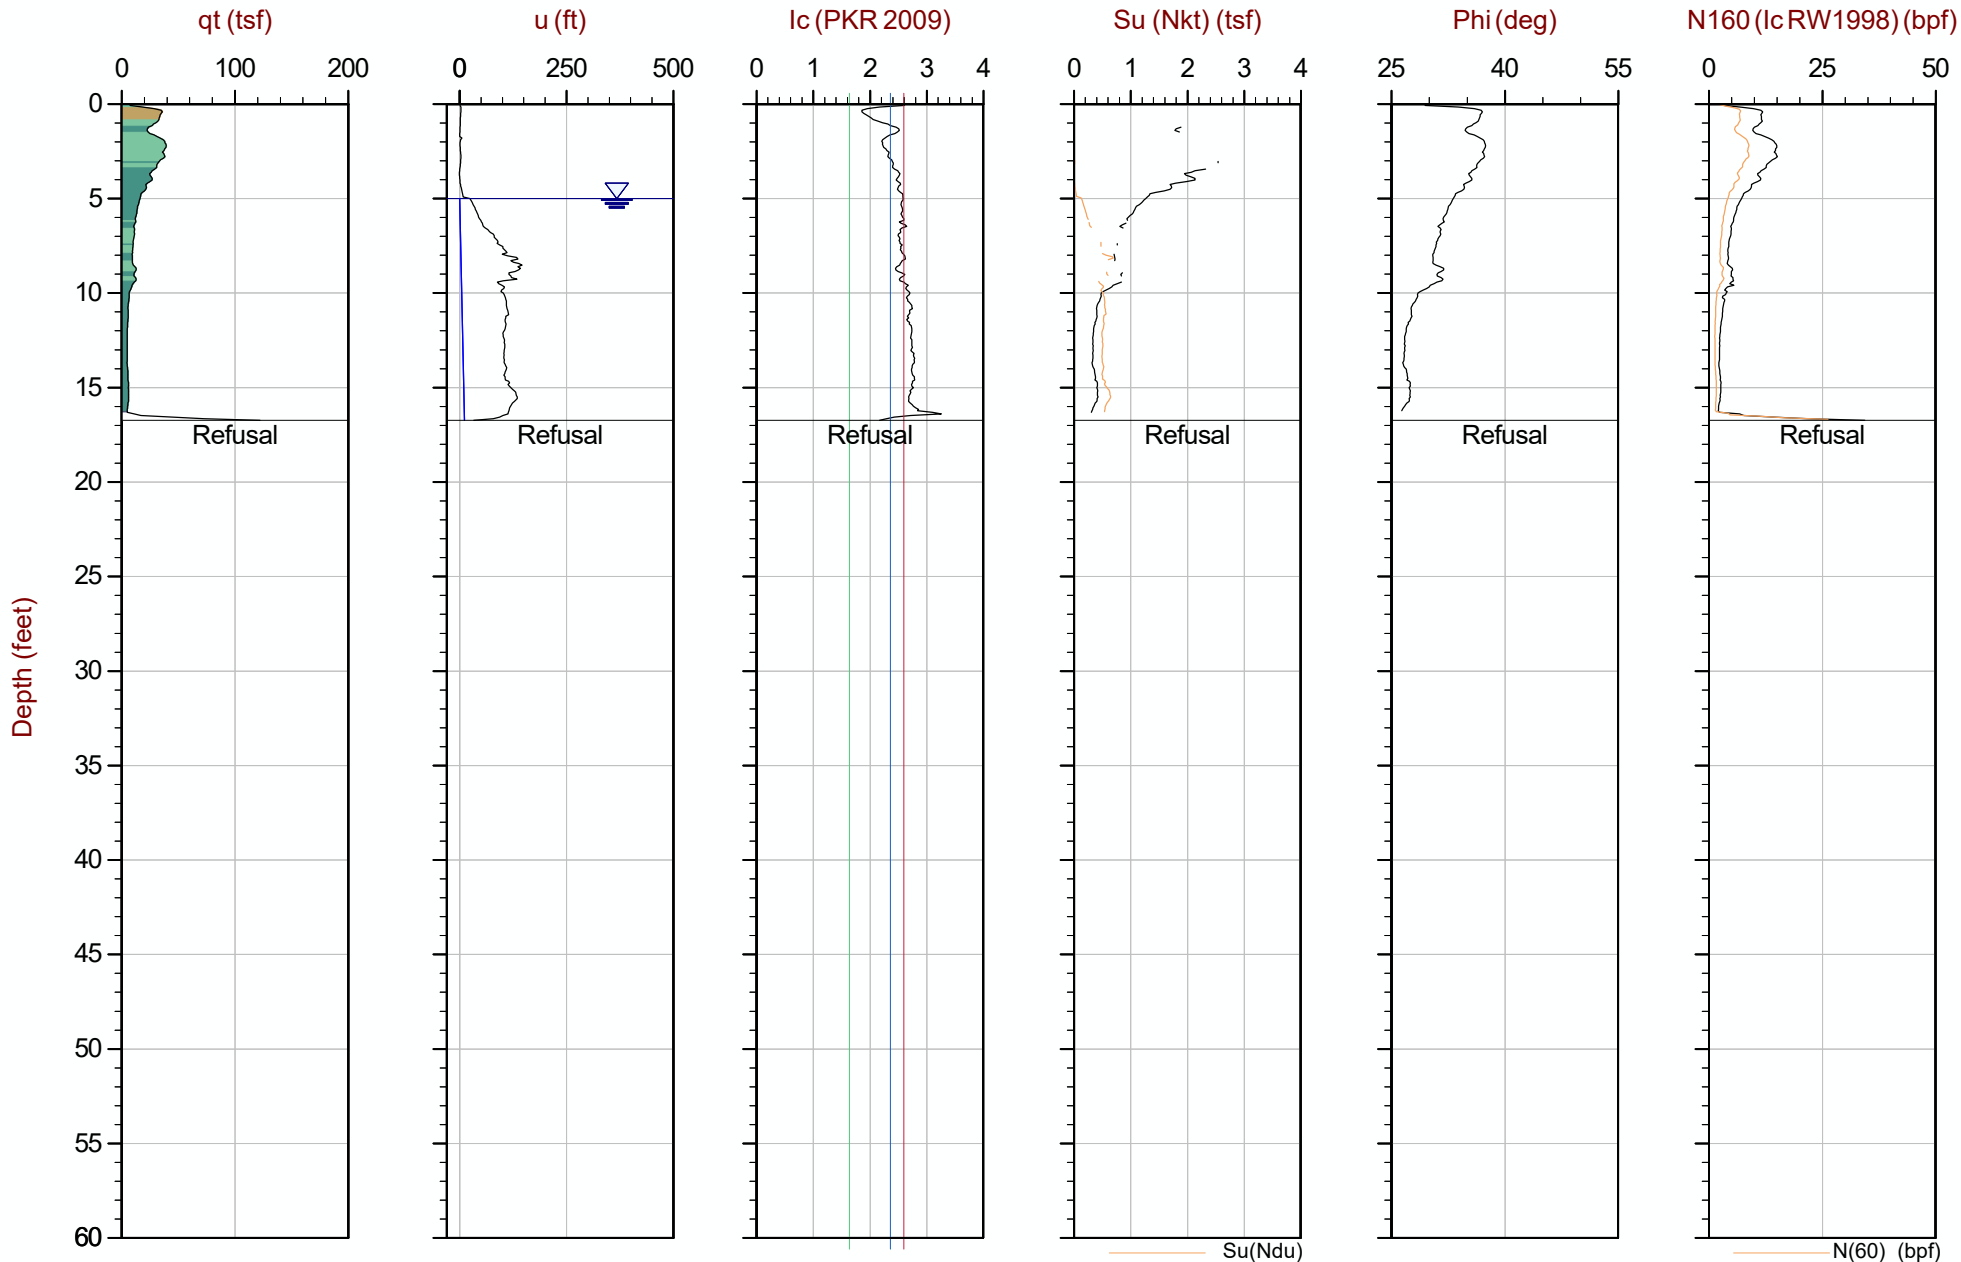 qt (tsf) u (ft) Ic (PKR 2009) Su (Nkt) (tsf) Phi (deg) N160 (Ic RW1998) (bpf)
0 100 200 0 250 500 0 1 2 3 4 0 1 2 3 4 25 40 55 0 25 50
0
5
10
15
Refusal Refusal Refusal Refusal Refusal Refusal
20
25
30
Depth (feet)
35
40
45
50
55
60
Su(Ndu) N(60) (bpf)